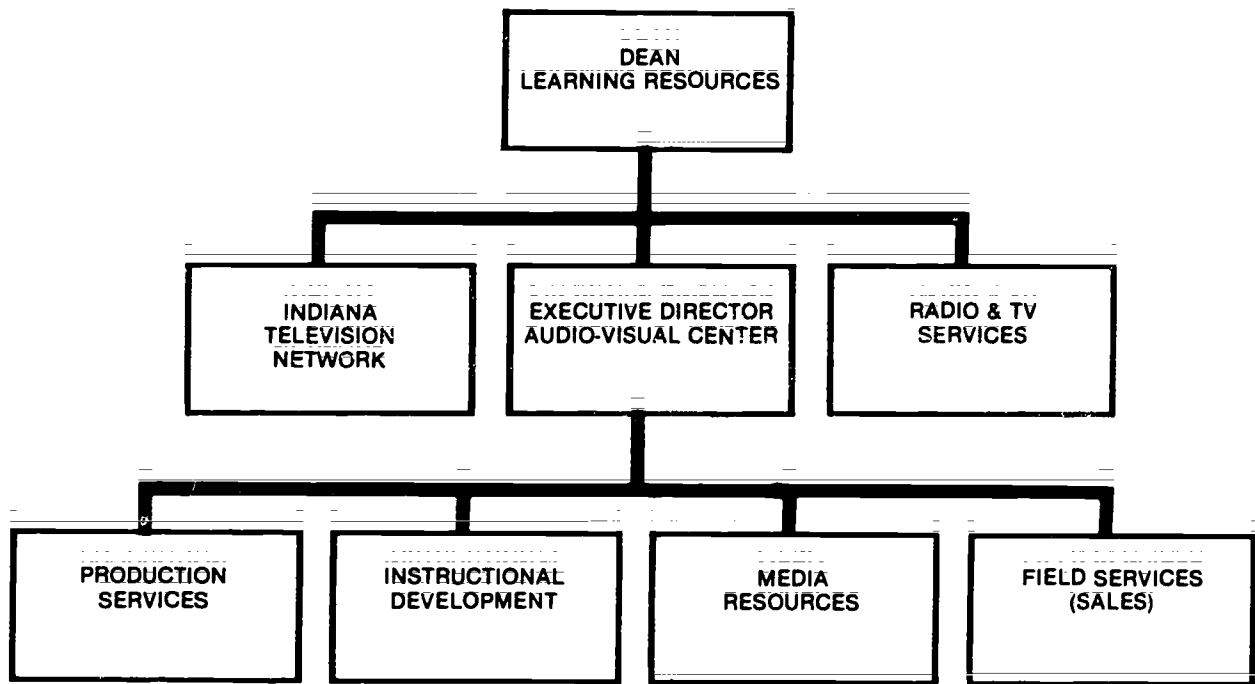 DEAN
LEARNING RESOURCES
INDIANA
TELEVISION
NETWORK
EXECUTIVE DIRECTOR
AUDIO-VISUAL CENTER
RADIO & TV
SERVICES
PRODUCTION
SERVICES
INSTRUCTIONAL
DEVELOPMENT
MEDIA
RESOURCES
FIELD SERVICES
(SALES)